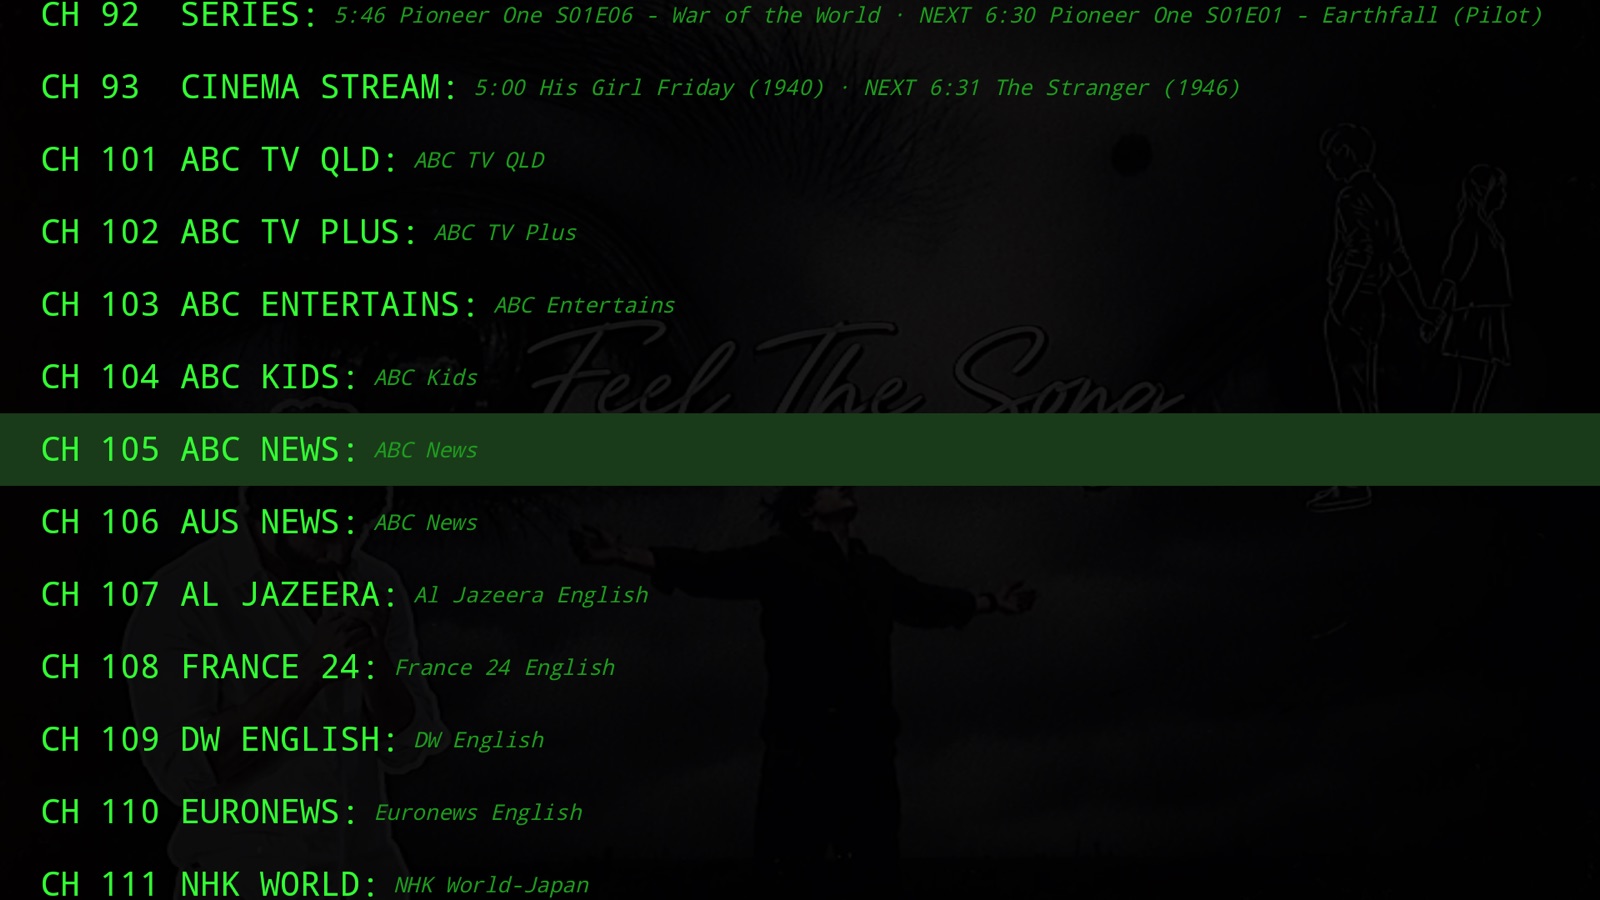 CH 92 SERIES: 5:46 Pioneer One S01E06 - War of the World · NEXT 6:30 Pioneer One S01E01 - Earthfall (Pilot)
CH 93 CINEMA STREAM: 5:00 His Girl Friday (1940) · NEXT 6:31 The Stranger (1946)
CH 101 ABC TV QLD: ABC TV QLD
CH 102 ABC TV PLUS: ABC TV Plus
CH 103 ABC ENTERTAINS: ABC Entertains
Feel The Song
CH 104 ABC KIDS: ABC Kids
CH 105 ABC NEWS: ABC News
CH 106 AUS NEWS: ABC News
CH 107 AL JAZEERA: Al Jazeera English
CH 108 FRANCE 24: France 24 English
CH 109 DW ENGLISH: DW English
CH 110 EURONEWS: Euronews English
CH 111 NHK WORLD: NHK World-Japan